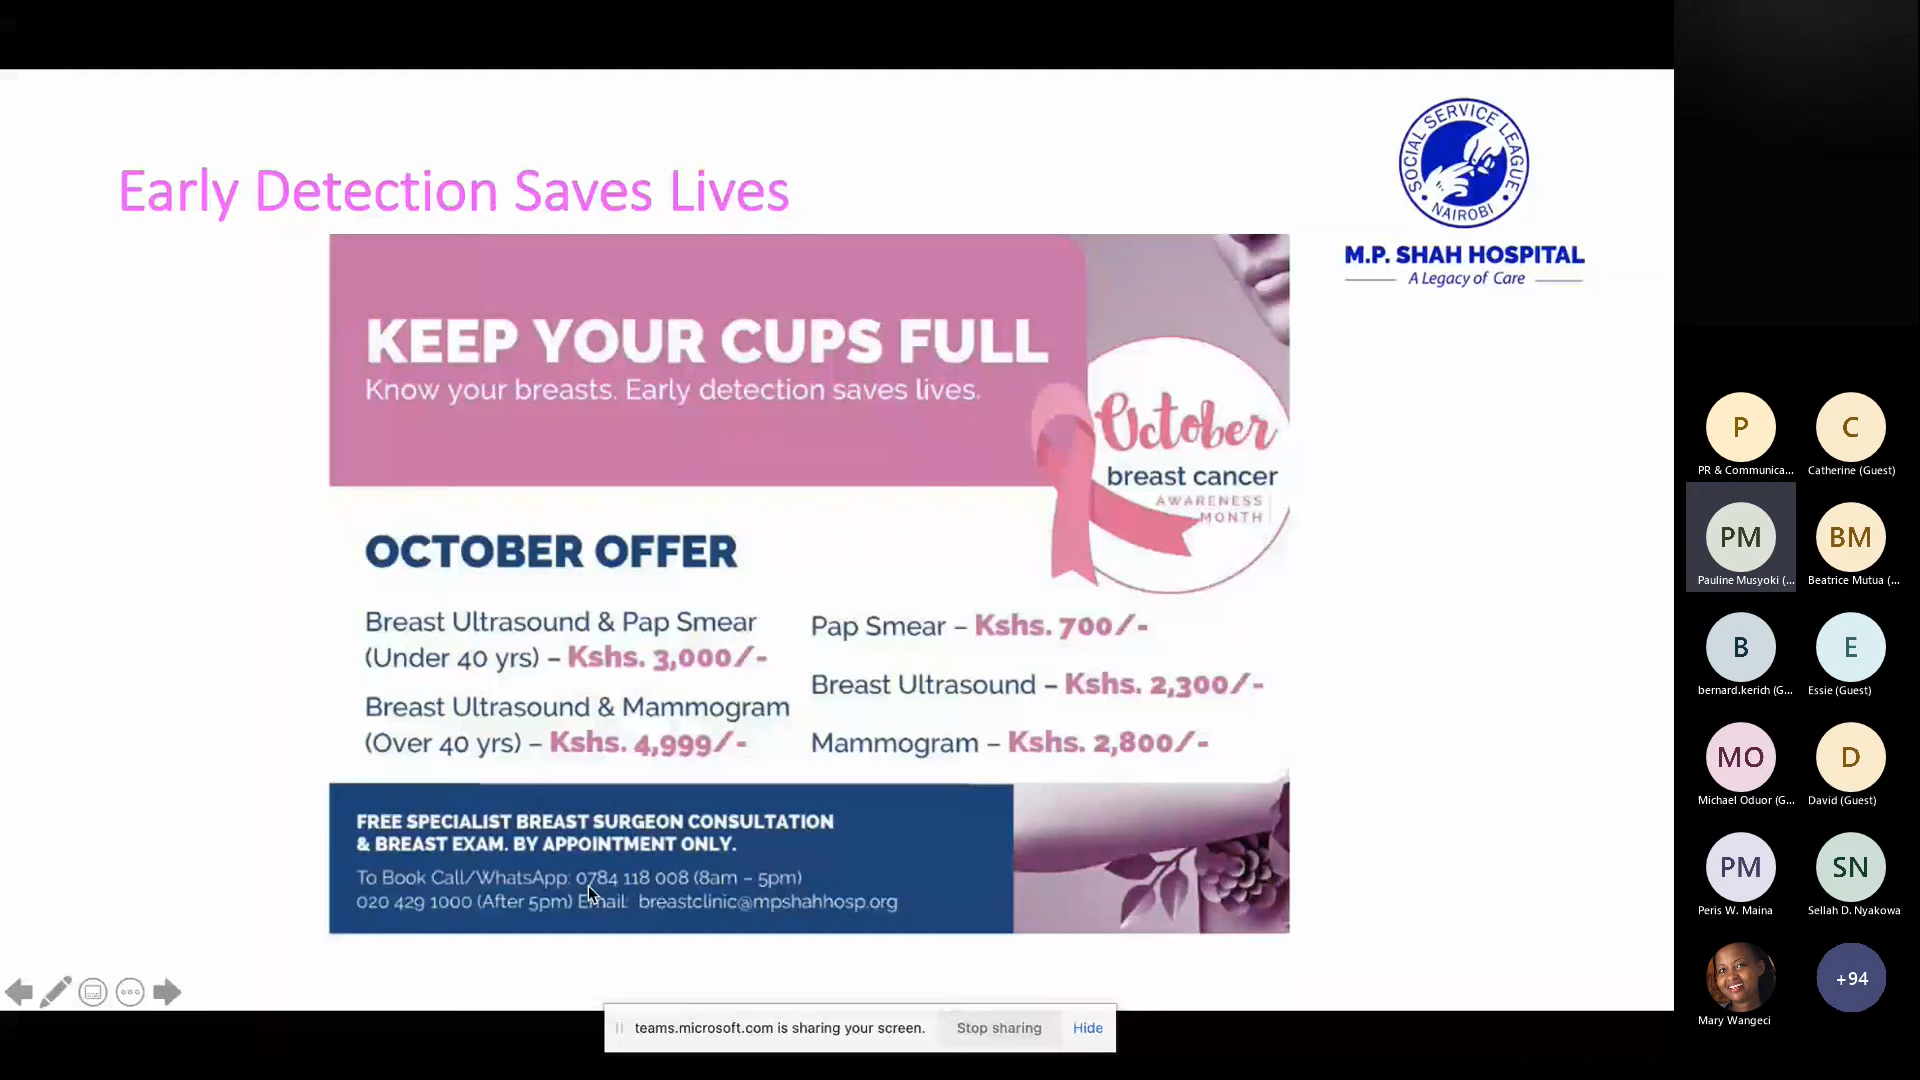 Early Detection Saves Lives
SOCIAL SERVICE LEAGUE
NAIROBI
M.P. SHAH HOSPITAL
A Legacy of Care
KEEP YOUR CUPS FULL
Know your breasts. Early detection saves lives.
October
breast cancer
AWARENESS
MONTH
OCTOBER OFFER
Breast Ultrasound & Pap Smear
(Under 40 yrs) – Kshs. 3,000/-
Breast Ultrasound & Mammogram
(Over 40 yrs) – Kshs. 4,999/-
Pap Smear – Kshs. 700/-
Breast Ultrasound – Kshs. 2,300/-
Mammogram – Kshs. 2,800/-
FREE SPECIALIST BREAST SURGEON CONSULTATION
& BREAST EXAM. BY APPOINTMENT ONLY.
To Book Call/WhatsApp: 0784 118 008 (8am – 5pm)
020 429 1000 (After 5pm) Email: breastclinic@mpshahhosp.org
teams.microsoft.com is sharing your screen.
Stop sharing
Hide
P
PR & Communica...
C
Catherine (Guest)
PM
Pauline Musyoki (...
BM
Beatrice Mutua (...
B
bernard.kerich (G...
E
Essie (Guest)
MO
Michael Oduor (G...
D
David (Guest)
PM
Peris W. Maina
SN
Sellah D. Nyakowa
Mary Wangeci
+94